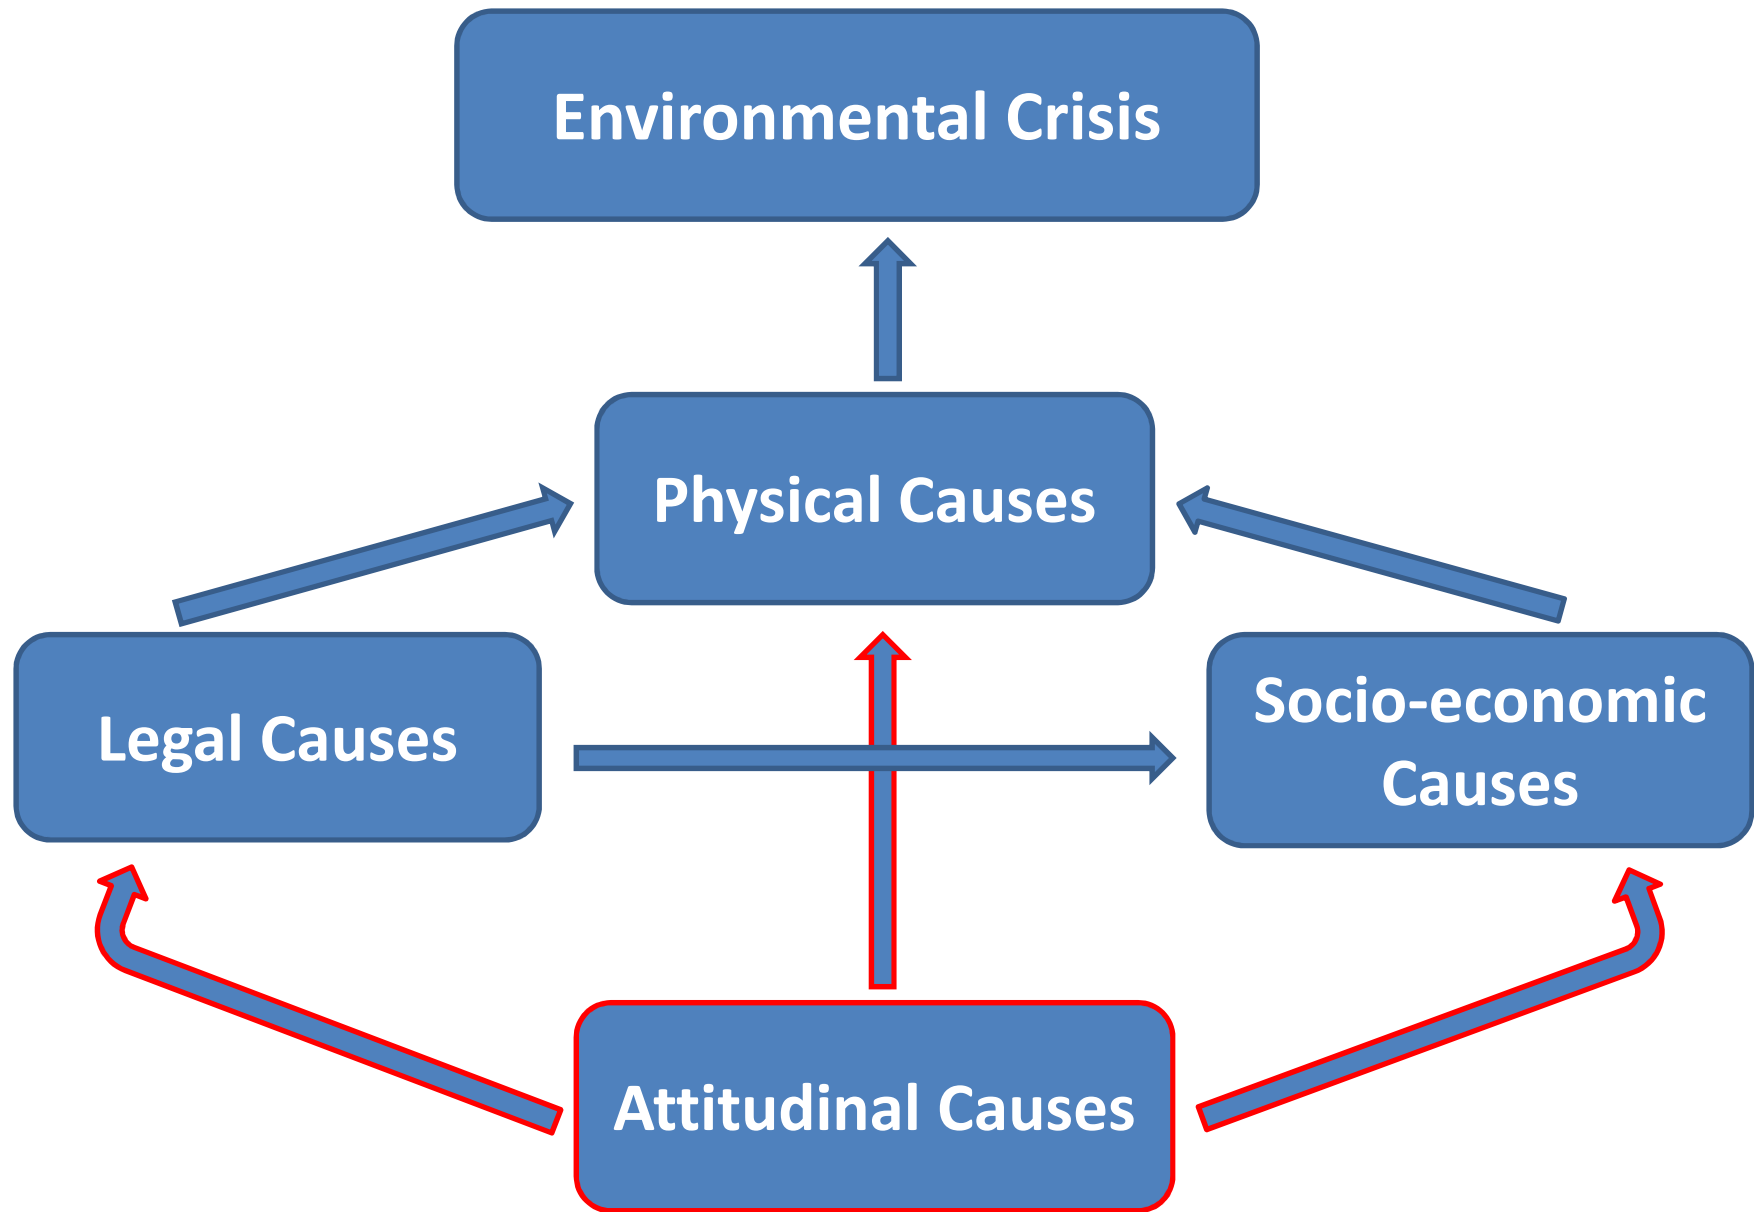 Environmental Crisis
Physical Causes
Legal Causes
Socio-economic
Causes
Attitudinal Causes